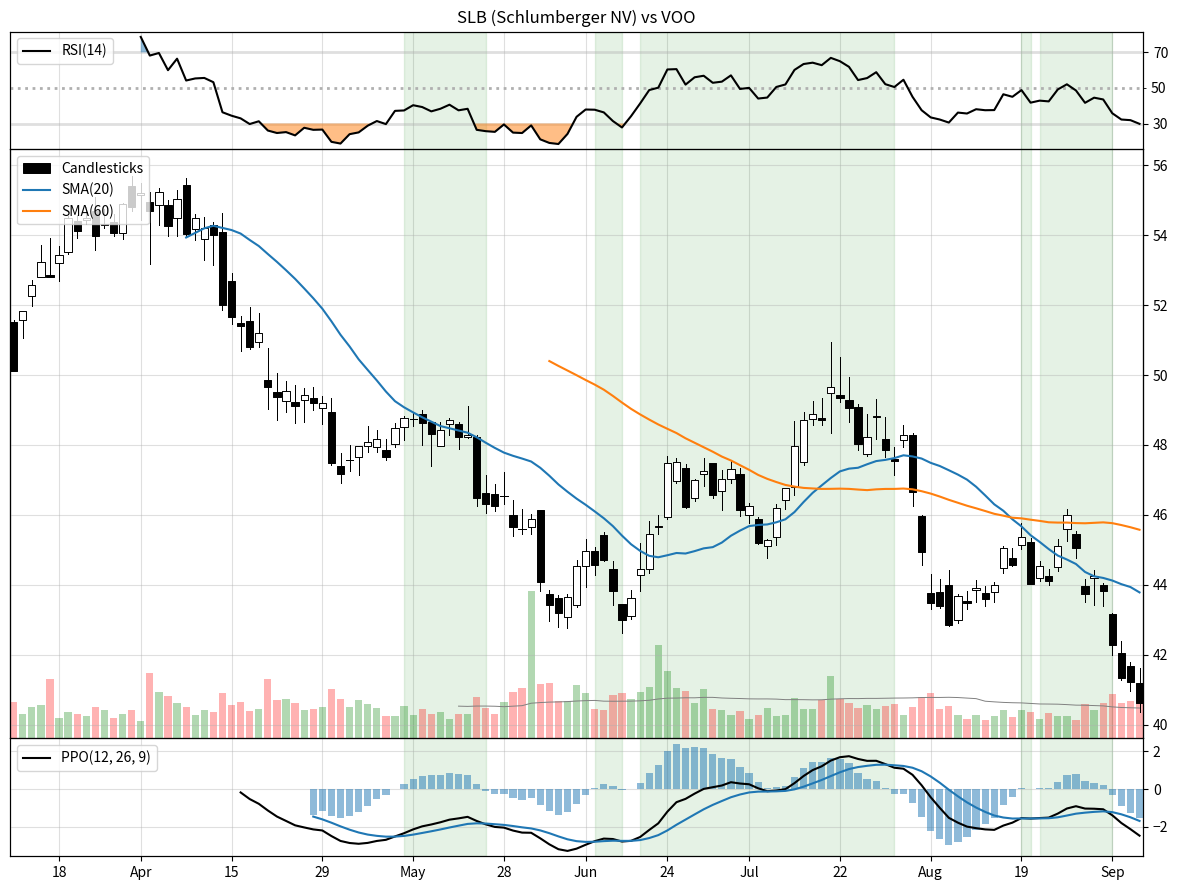 SLB (Schlumberger NV) vs VOO
RSI(14)
70
50
30
Candlesticks
SMA(20)
SMA(60)
56
54
52
50
48
46
44
42
40
PPO(12, 26, 9)
2
0
−2
18 Apr 15 29 May 28 Jun 24 Jul 22 Aug 19 Sep